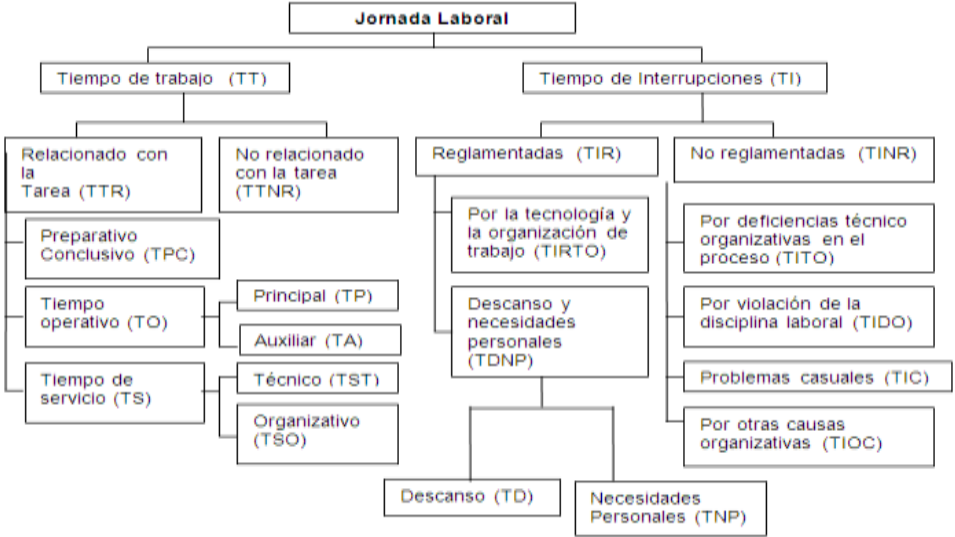 Jornada Laboral
Tiempo de trabajo (TT)
Tiempo de Interrupciones (TI)
Relacionado con
la
Tarea (TTR)
No relacionado
con la tarea
(TTNR)
Reglamentadas (TIR)
No reglamentadas (TINR)
Preparativo
Conclusivo (TPC)
Tiempo
operativo (TO)
Principal (TP)
Auxiliar (TA)
Tiempo de
servicio (TS)
Técnico (TST)
Organizativo
(TSO)
Por la tecnología y
la organización de
trabajo (TIRTO)
Descanso y
necesidades
personales
(TDNP)
Por deficiencias técnico
organizativas en el
proceso (TITO)
Por violación de la
disciplina laboral (TIDO)
Problemas casuales (TIC)
Por otras causas
organizativas (TIOC)
Descanso (TD)
Necesidades
Personales (TNP)